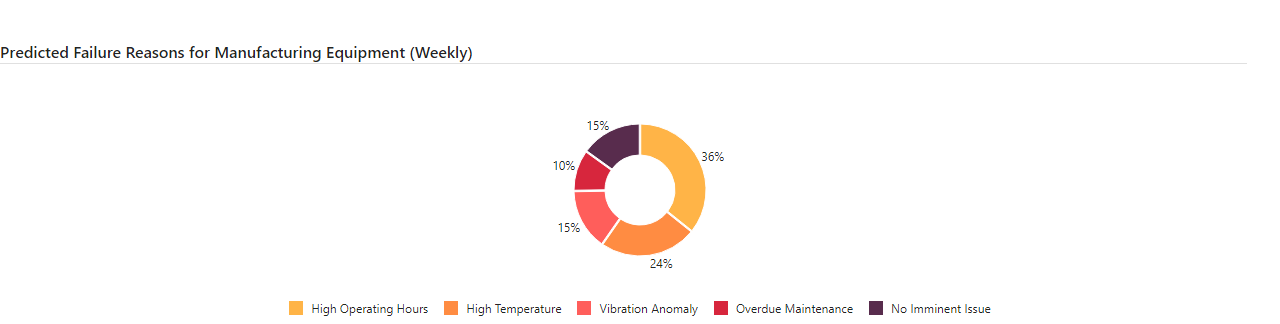 Predicted Failure Reasons for Manufacturing Equipment (Weekly)
15%
36%
10%
15%
24%
High Operating Hours High Temperature Vibration Anomaly Overdue Maintenance No Imminent Issue